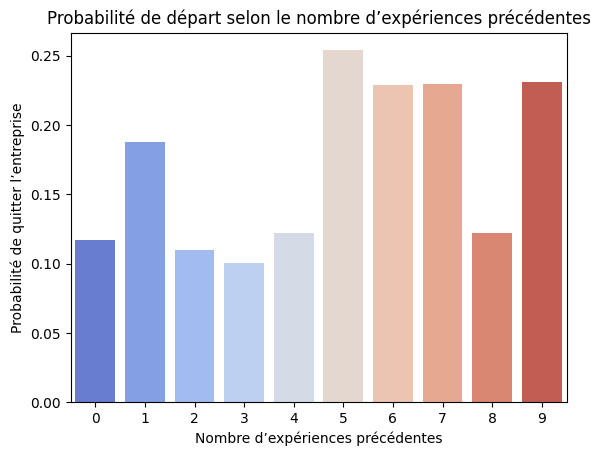 Probabilité de départ selon le nombre d’expériences précédentes
Probabilité de quitter l’entreprise
0.25
0.20
0.15
0.10
0.05
0.00
0 1 2 3 4 5 6 7 8 9
Nombre d’expériences précédentes